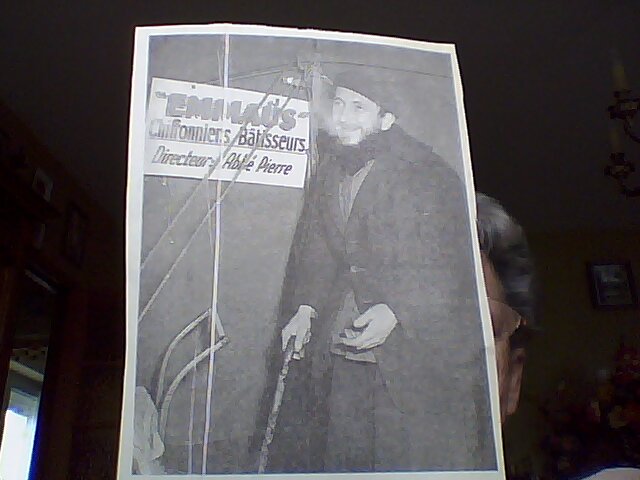 "EMMAÜS"
Chiffonniers Bâtisseurs
Directeur: Abbé Pierre